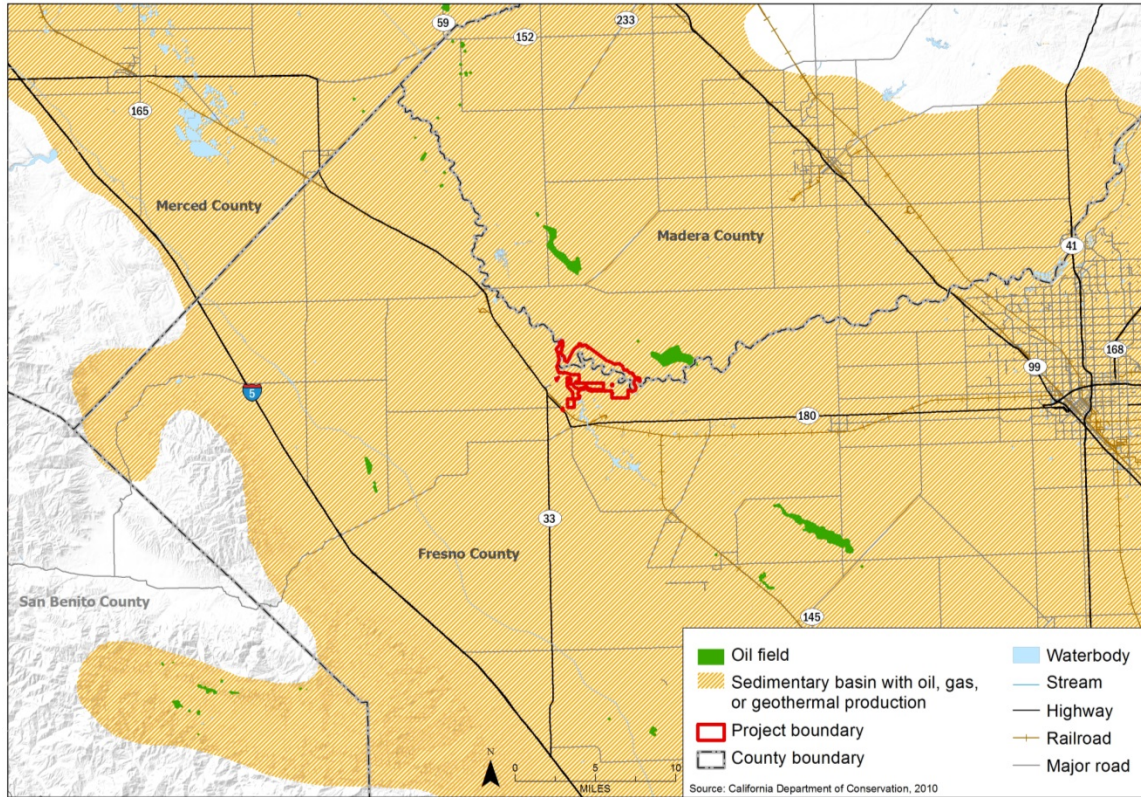 59
233
152
165
Merced County
Madera County
41
168
99
5
180
33
Fresno County
San Benito County
145
Oil field
Sedimentary basin with oil, gas,
or geothermal production
Project boundary
County boundary
Waterbody
Stream
Highway
Railroad
Major road
N
0 5 10
MILES
Source: California Department of Conservation, 2010